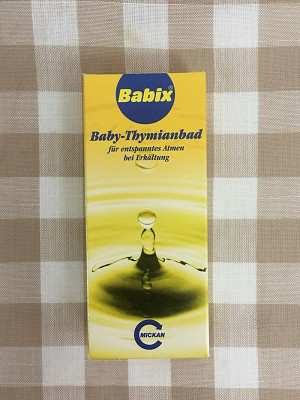 Babix®
Baby-Thymianbad
für entspanntes Atmen
bei Erkältung
MICKAN